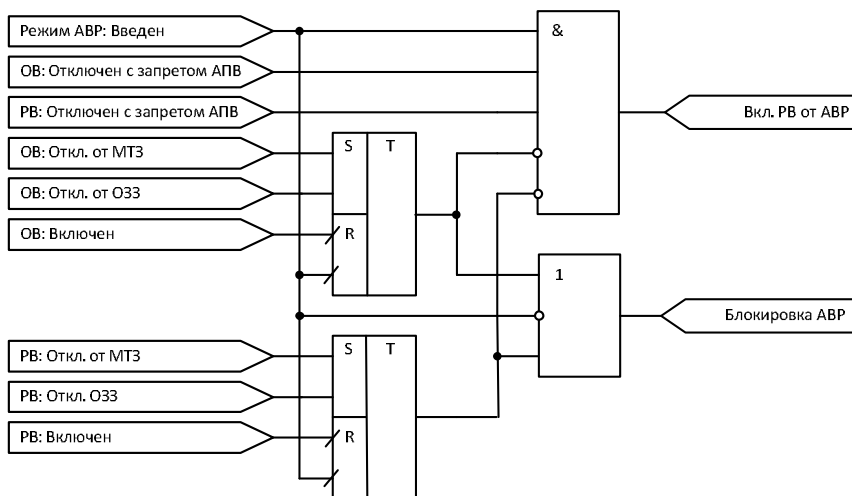 Режим АВР: Введен
&
ОВ: Отключен с запретом АПВ
РВ: Отключен с запретом АПВ
Вкл. РВ от АВР
ОВ: Откл. от МТЗ
S
T
ОВ: Откл. от ОЗЗ
ОВ: Включен
R
1
Блокировка АВР
РВ: Откл. от МТЗ
S
T
РВ: Откл. ОЗЗ
РВ: Включен
R